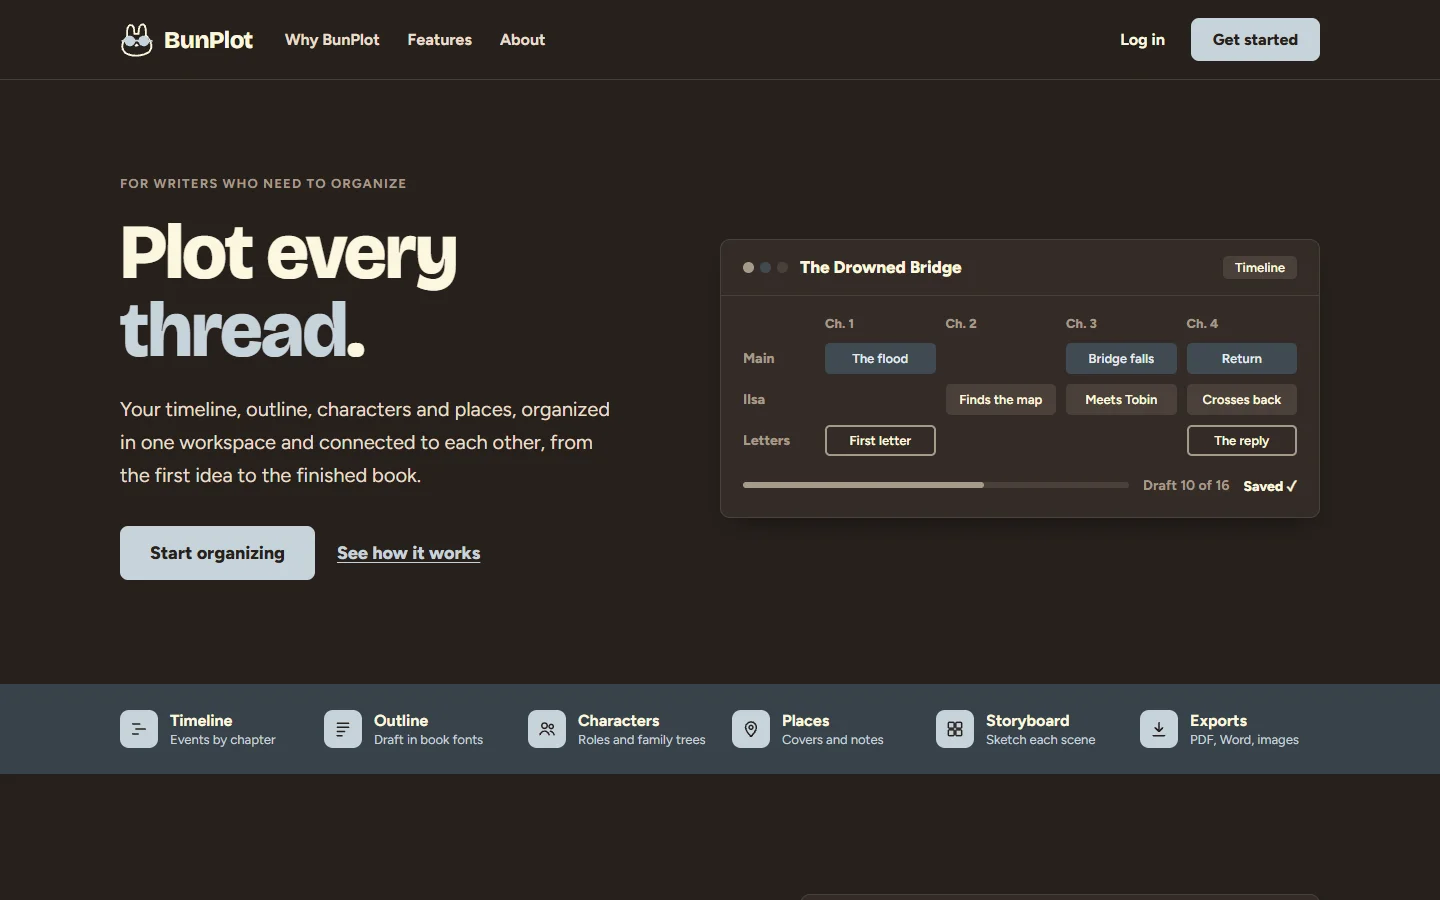 BunPlot
Why BunPlot
Features
About
Log in
Get started
FOR WRITERS WHO NEED TO ORGANIZE
Plot every
thread.
Your timeline, outline, characters and places, organized
in one workspace and connected to each other, from
the first idea to the finished book.
Start organizing
See how it works
The Drowned Bridge
Timeline
Ch. 1
Ch. 2
Ch. 3
Ch. 4
Main
The flood
Bridge falls
Return
Ilsa
Finds the map
Meets Tobin
Crosses back
Letters
First letter
The reply
Draft 10 of 16
Saved ✓
Timeline
Events by chapter
Outline
Draft in book fonts
Characters
Roles and family trees
Places
Covers and notes
Storyboard
Sketch each scene
Exports
PDF, Word, images